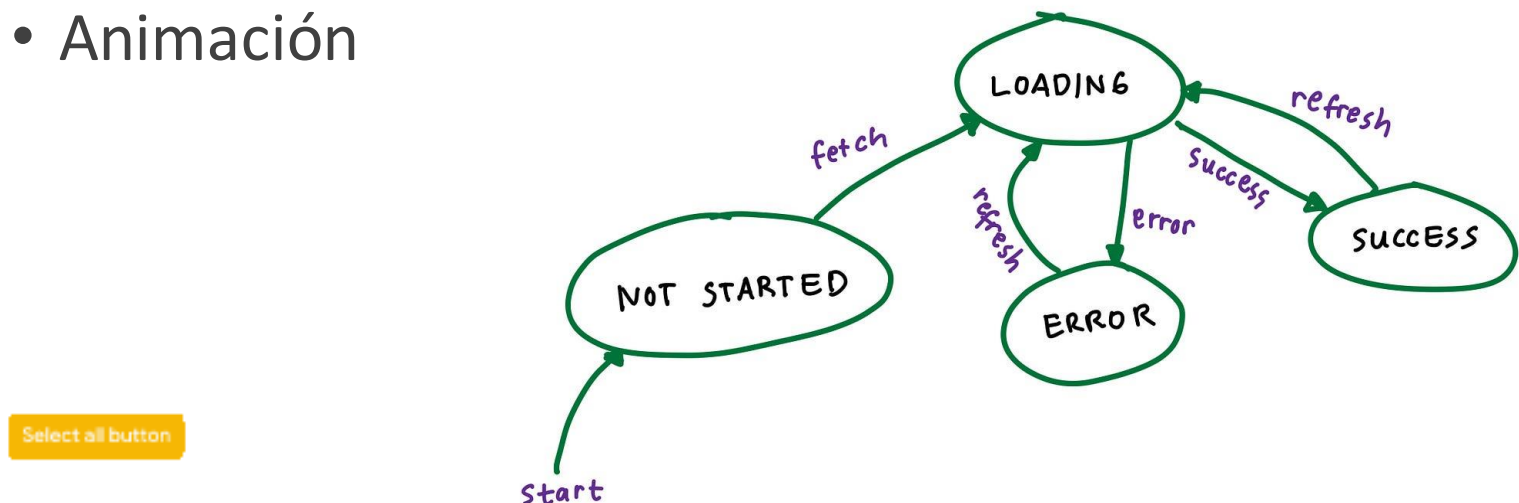 • Animación
LOADING
refresh
fetch
success
refresh
error
SUCCESS
NOT STARTED
ERROR
Select all button
start